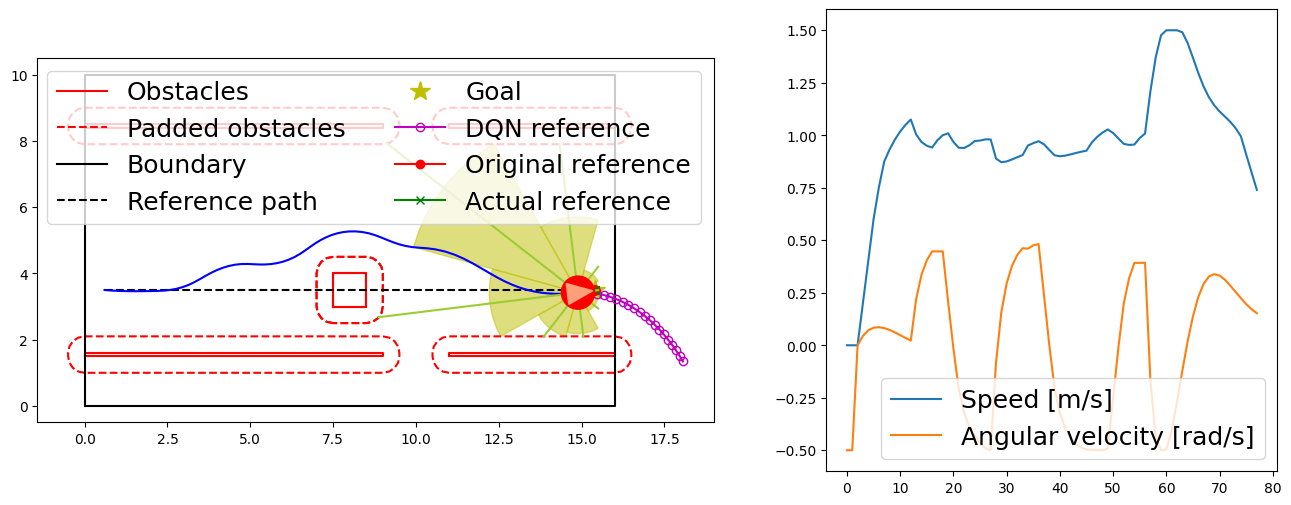 Obstacles
Padded obstacles
Boundary
Reference path
Goal
DQN reference
Original reference
Actual reference
10
8
6
4
2
0
0.0 2.5 5.0 7.5 10.0 12.5 15.0 17.5
1.50
1.25
1.00
0.75
0.50
0.25
0.00
−0.25
−0.50
Speed [m/s]
Angular velocity [rad/s]
0 10 20 30 40 50 60 70 80